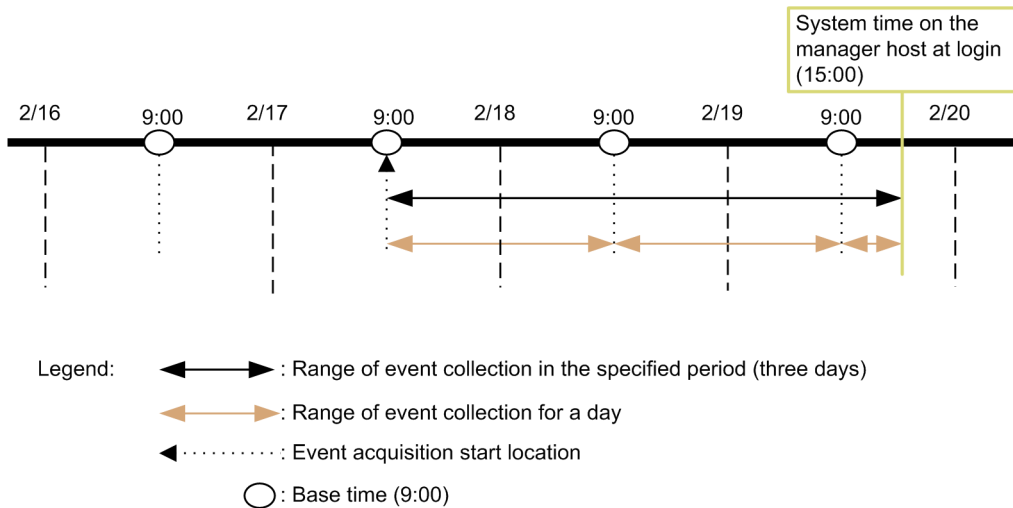 System time on the
manager host at login
(15:00)
2/16
9:00
2/17
9:00
2/18
9:00
2/19
9:00
2/20
Legend:
: Range of event collection in the specified period (three days)
: Range of event collection for a day
: Event acquisition start location
: Base time (9:00)